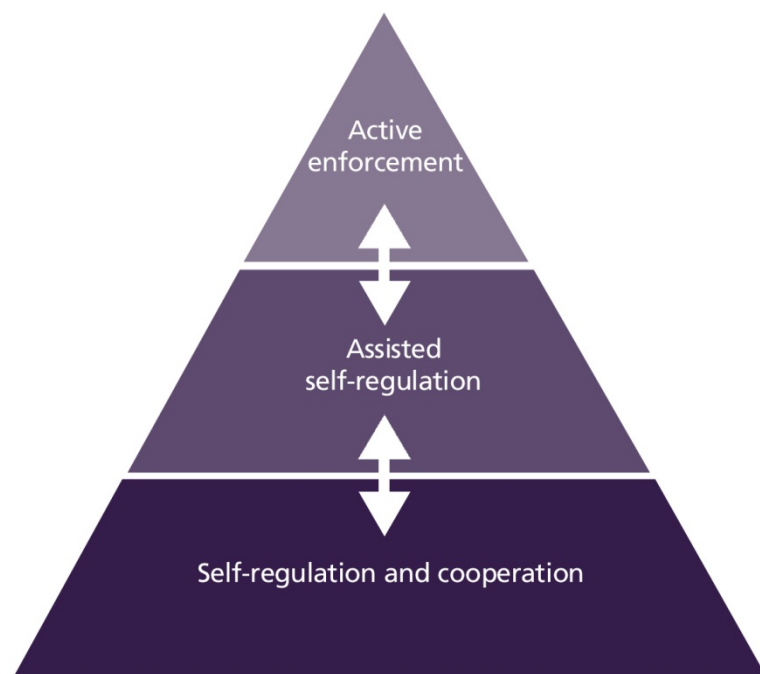 Active
enforcement
Assisted
self-regulation
Self-regulation and cooperation